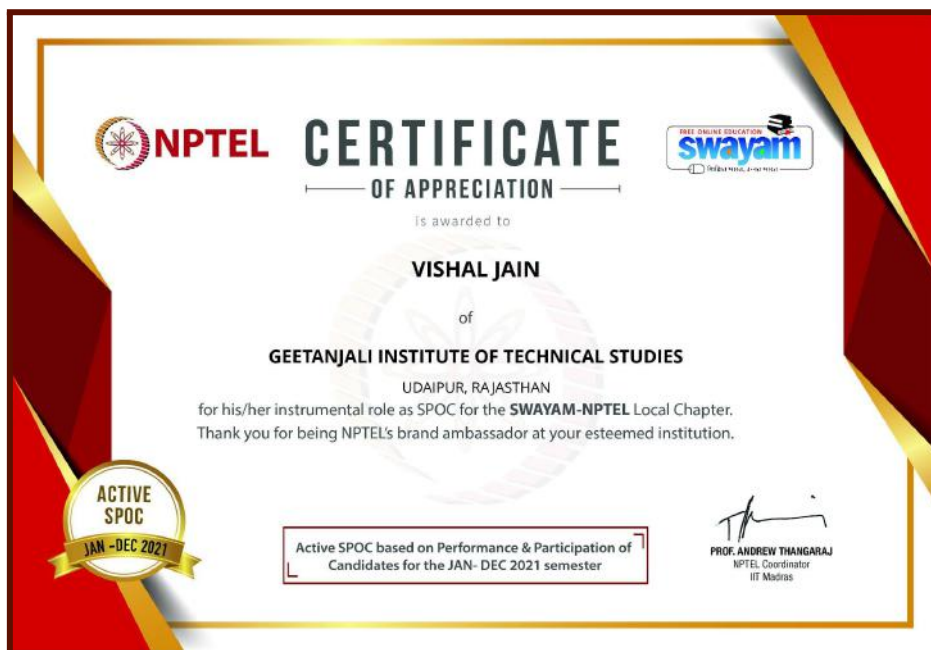 NPTEL
CERTIFICATE
OF APPRECIATION
FREE ONLINE EDUCATION
swayam
is awarded to
VISHAL JAIN
of
GEETANJALI INSTITUTE OF TECHNICAL STUDIES
UDAIPUR, RAJASTHAN
for his/her instrumental role as SPOC for the SWAYAM-NPTEL Local Chapter.
Thank you for being NPTEL's brand ambassador at your esteemed institution.
ACTIVE
SPOC
JAN -DEC 2021
Active SPOC based on Performance & Participation of
Candidates for the JAN- DEC 2021 semester
PROF. ANDREW THANGARAJ
NPTEL Coordinator
IIT Madras